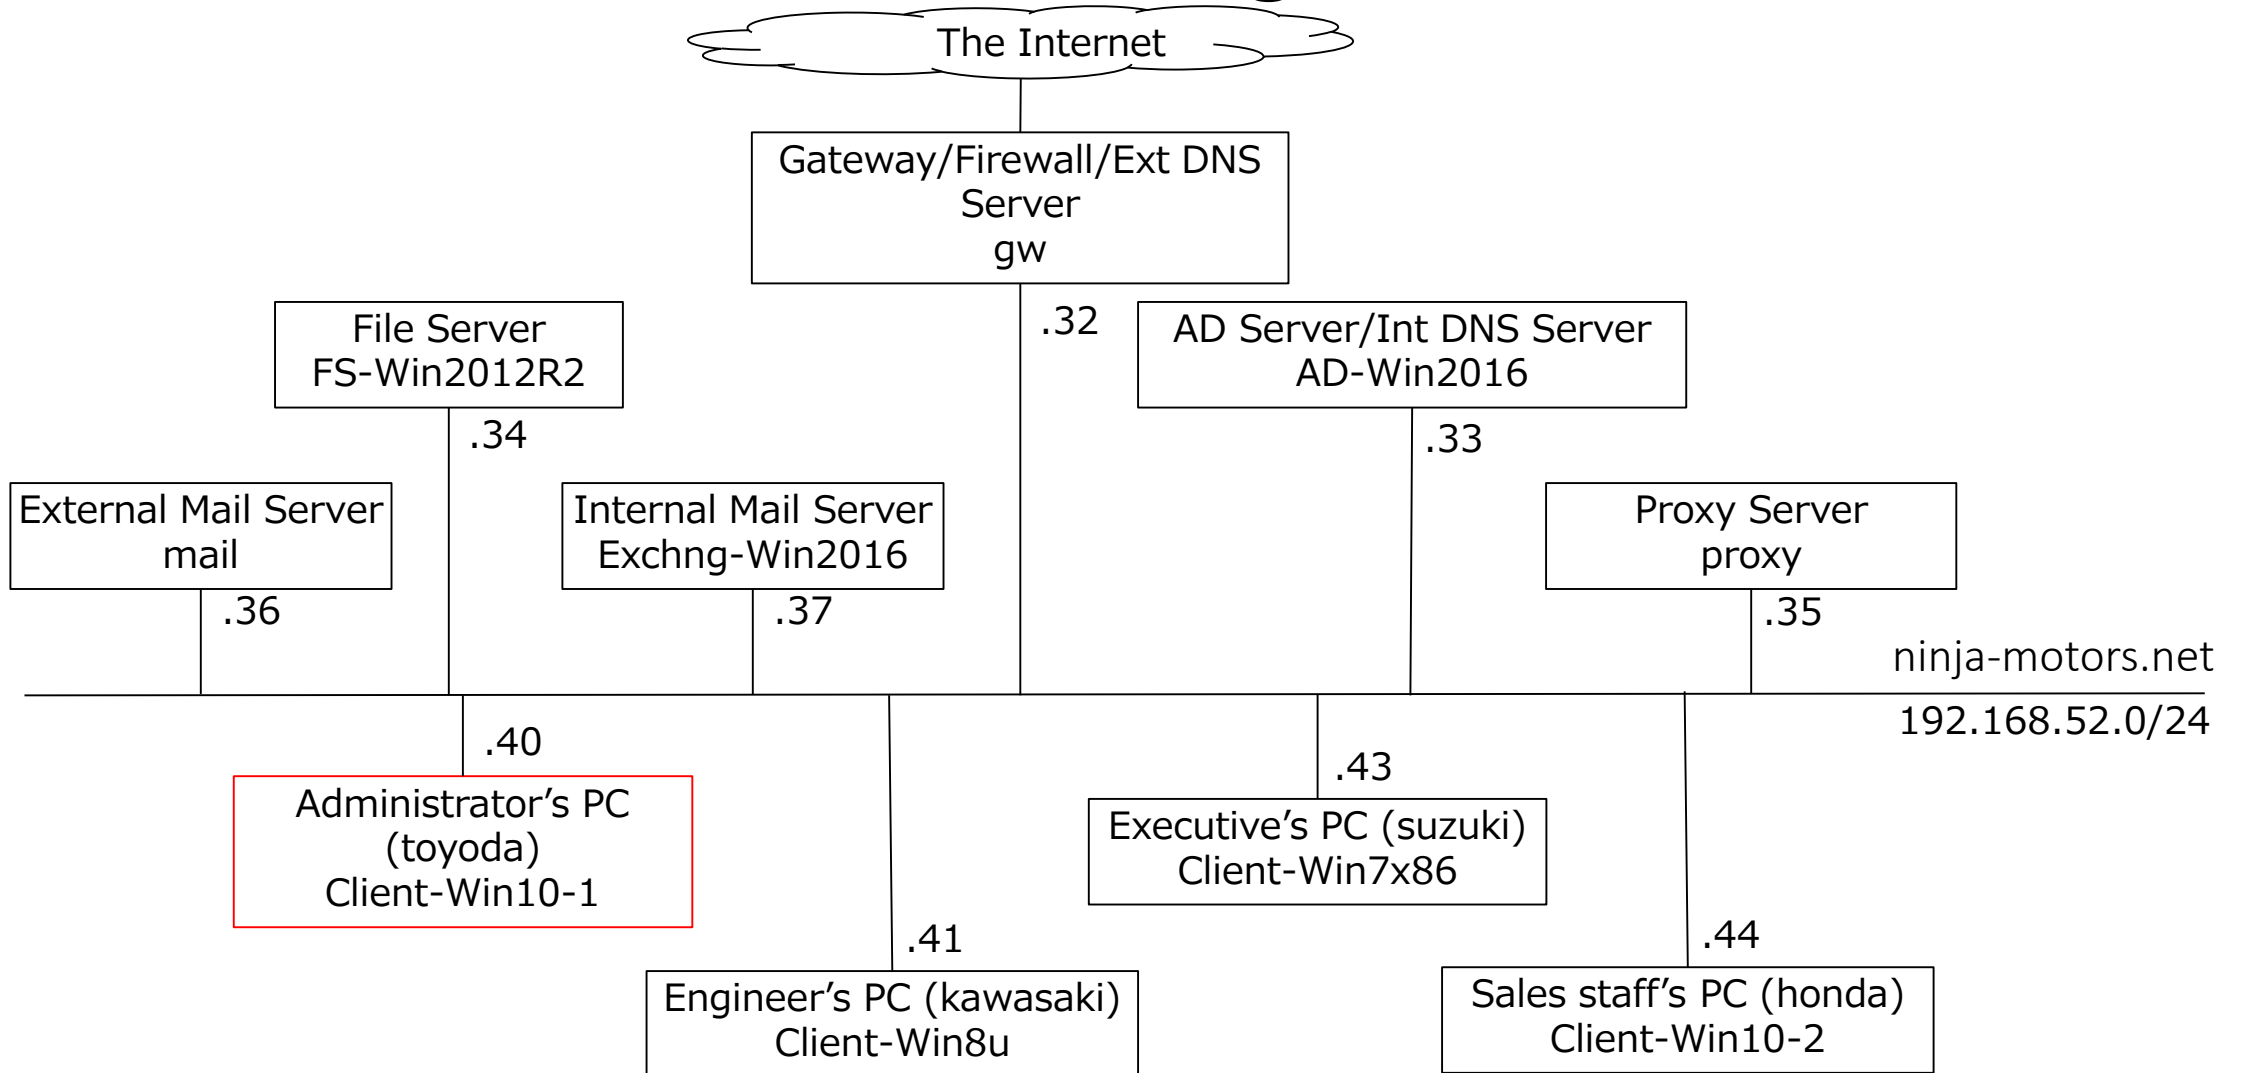 The Internet
Gateway/Firewall/Ext DNS
Server
gw
.32
File Server
FS-Win2012R2
.34
AD Server/Int DNS Server
AD-Win2016
.33
External Mail Server
mail
.36
Internal Mail Server
Exchng-Win2016
.37
Proxy Server
proxy
.35
ninja-motors.net
192.168.52.0/24
.40
Administrator’s PC
(toyoda)
Client-Win10-1
.43
Executive’s PC (suzuki)
Client-Win7x86
.41
Engineer’s PC (kawasaki)
Client-Win8u
.44
Sales staff’s PC (honda)
Client-Win10-2